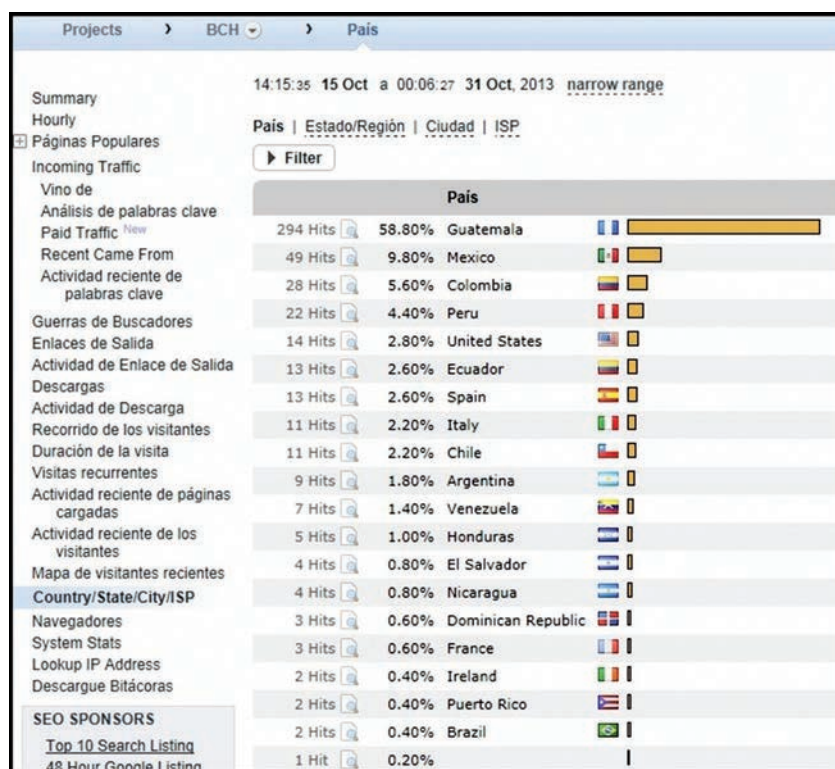 Projects › BCH › País
14:15:35 15 Oct a 00:06:27 31 Oct, 2013 narrow range
País | Estado/Región | Ciudad | ISP
Filter
Summary
Hourly
Páginas Populares
Incoming Traffic
Vino de
Análisis de palabras clave
Paid Traffic New
Recent Came From
Actividad reciente de
palabras clave
Guerras de Buscadores
Enlaces de Salida
Actividad de Enlace de Salida
Descargas
Actividad de Descarga
Recorrido de los visitantes
Duración de la visita
Visitas recurrentes
Actividad reciente de páginas
cargadas
Actividad reciente de los
visitantes
Mapa de visitantes recientes
Country/State/City/ISP
Navegadores
System Stats
Lookup IP Address
Descargue Bitácoras
SEO SPONSORS
Top 10 Search Listing
48 Hour Google Listing
País
294 Hits 58.80% Guatemala
49 Hits 9.80% Mexico
28 Hits 5.60% Colombia
22 Hits 4.40% Peru
14 Hits 2.80% United States
13 Hits 2.60% Ecuador
13 Hits 2.60% Spain
11 Hits 2.20% Italy
11 Hits 2.20% Chile
9 Hits 1.80% Argentina
7 Hits 1.40% Venezuela
5 Hits 1.00% Honduras
4 Hits 0.80% El Salvador
4 Hits 0.80% Nicaragua
3 Hits 0.60% Dominican Republic
3 Hits 0.60% France
2 Hits 0.40% Ireland
2 Hits 0.40% Puerto Rico
2 Hits 0.40% Brazil
1 Hit 0.20%